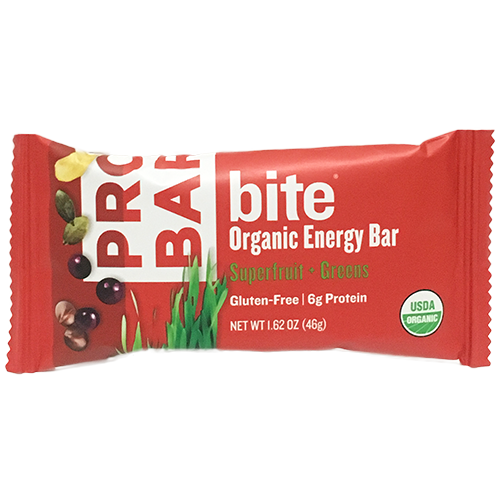 PRO
BAR
bite®
Organic Energy Bar
Superfruit + Greens
Gluten-Free | 6g Protein
NET WT 1.62 OZ (46g)
USDA
ORGANIC